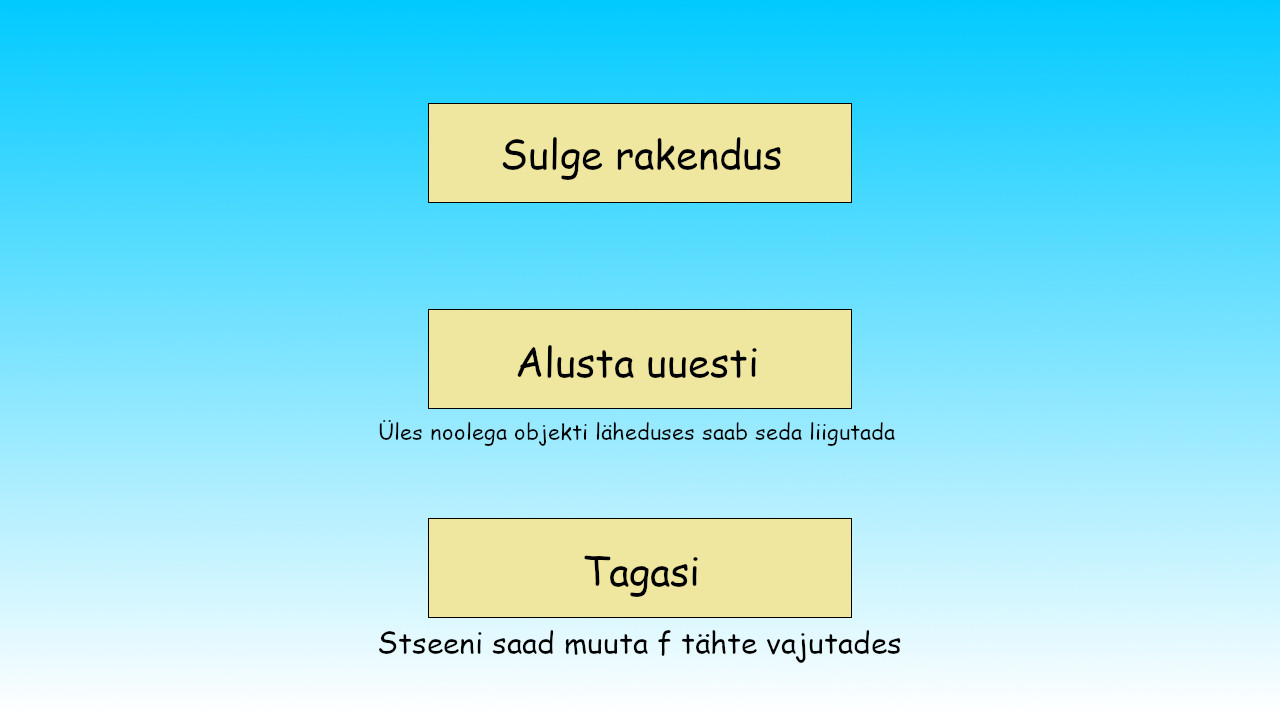 Sulge rakendus
Alusta uuesti
Üles noolega objekti läheduses saab seda liigutada
Tagasi
Stseeni saad muuta f tähte vajutades